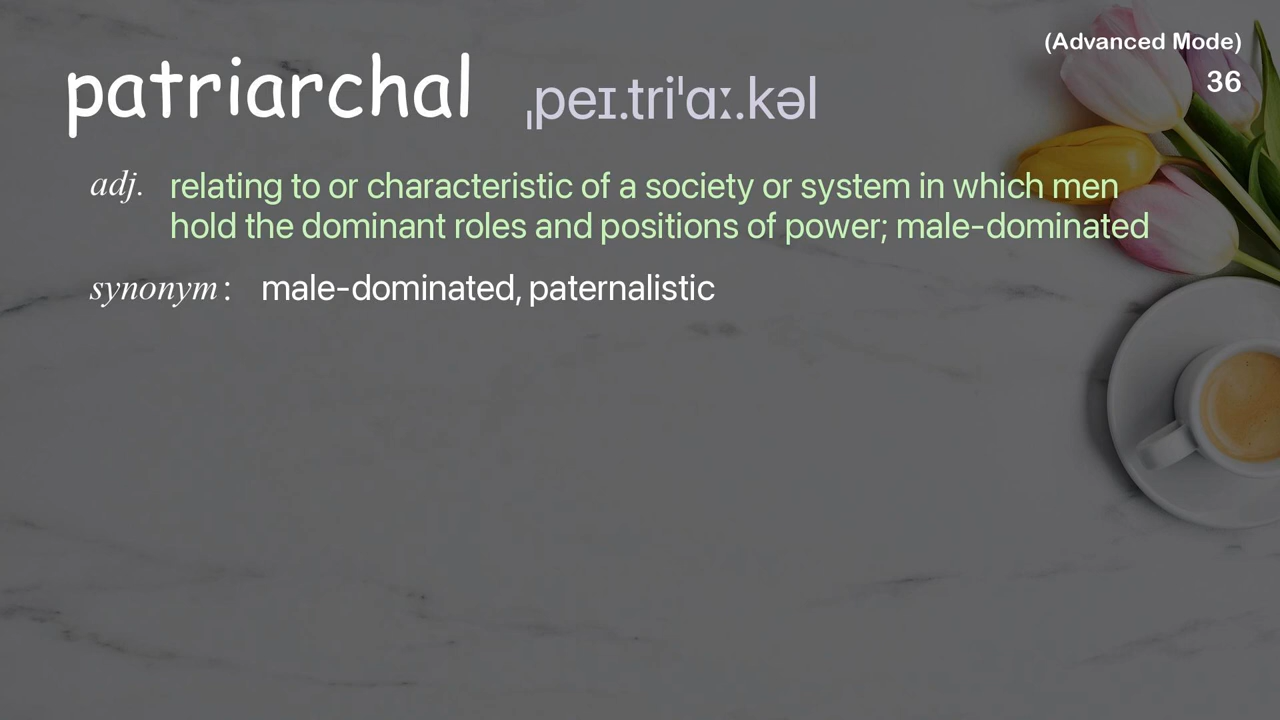 (Advanced Mode)
36
patriarchal ˌpeɪ.triˈɑː.kəl
adj. relating to or characteristic of a society or system in which men
hold the dominant roles and positions of power; male-dominated
synonym : male-dominated, paternalistic